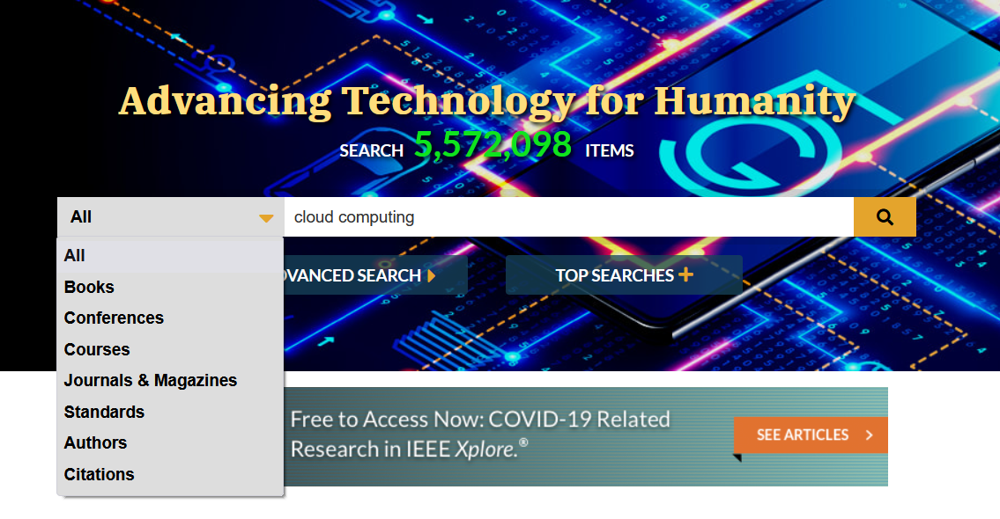 Advancing Technology for Humanity
SEARCH 5,572,098 ITEMS
All
cloud computing
All
Books
Conferences
Courses
Journals & Magazines
Standards
Authors
Citations
DVANCED SEARCH
TOP SEARCHES +
Free to Access Now: COVID-19 Related
Research in IEEE Xplore.®
SEE ARTICLES >